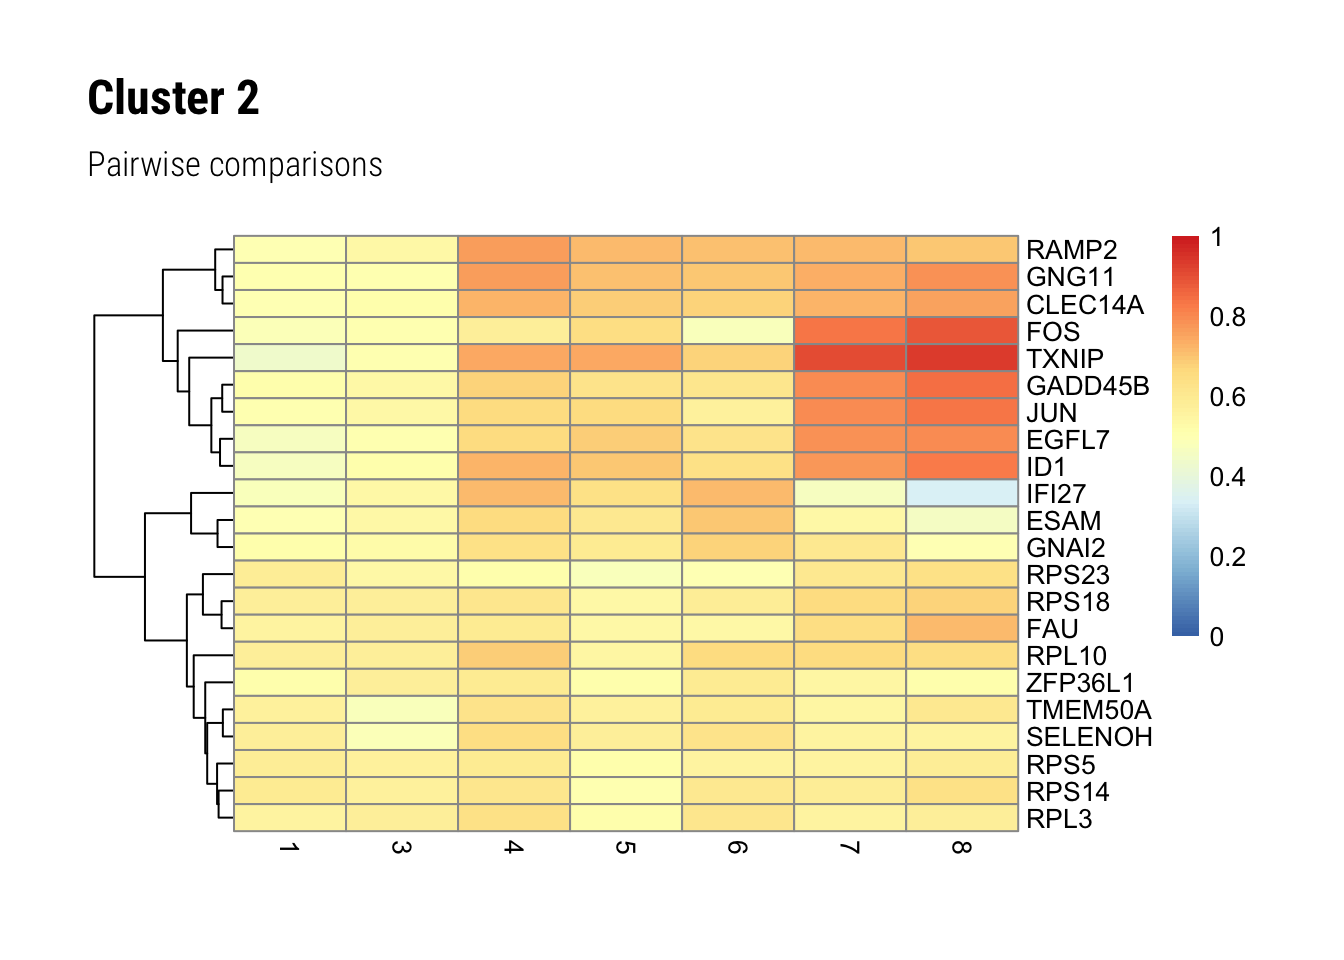 Cluster 2
Pairwise comparisons
RAMP2
GNG11
CLEC14A
FOS
TXNIP
GADD45B
JUN
EGFL7
ID1
IFI27
ESAM
GNAI2
RPS23
RPS18
FAU
RPL10
ZFP36L1
TMEM50A
SELENOH
RPS5
RPS14
RPL3
1 3 4 5 6 7 8
1
0.8
0.6
0.4
0.2
0